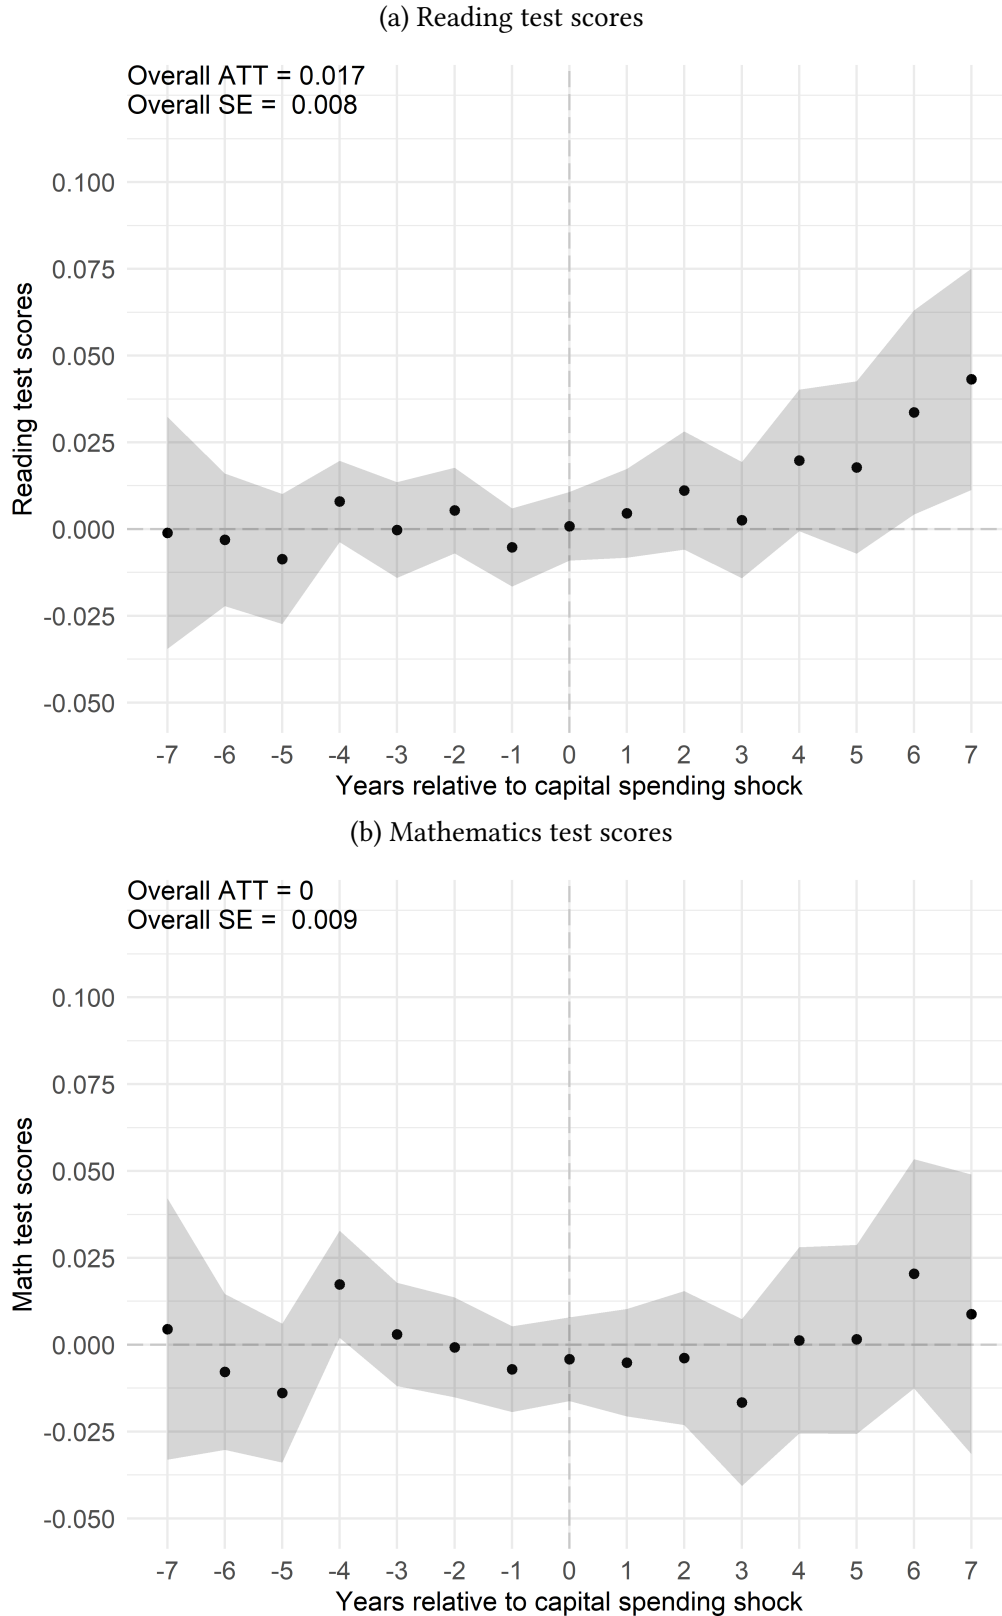 (a) Reading test scores
Overall ATT = 0.017
Overall SE = 0.008
0.100
0.075
0.050
0.025
0.000
-0.025
-0.050
Reading test scores
-7 -6 -5 -4 -3 -2 -1 0 1 2 3 4 5 6 7
Years relative to capital spending shock
(b) Mathematics test scores
Overall ATT = 0
Overall SE = 0.009
0.100
0.075
0.050
0.025
0.000
-0.025
-0.050
Math test scores
-7 -6 -5 -4 -3 -2 -1 0 1 2 3 4 5 6 7
Years relative to capital spending shock